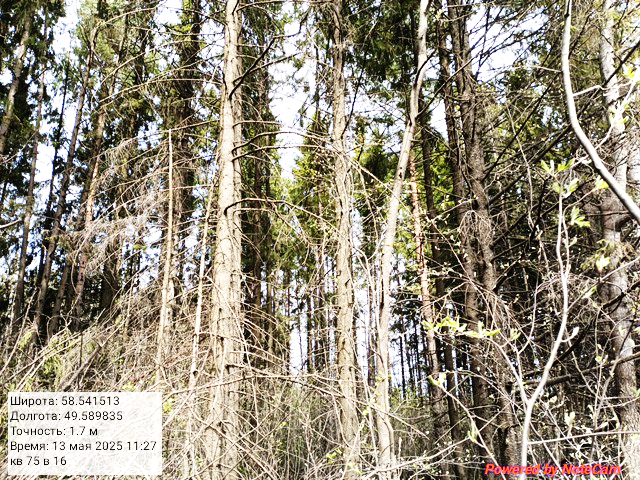 Широта: 58.541513
Долгота: 49.589835
Точность: 1.7 м
Время: 13 мая 2025 11:27
кв 75 в 16
Powered by NoteCam